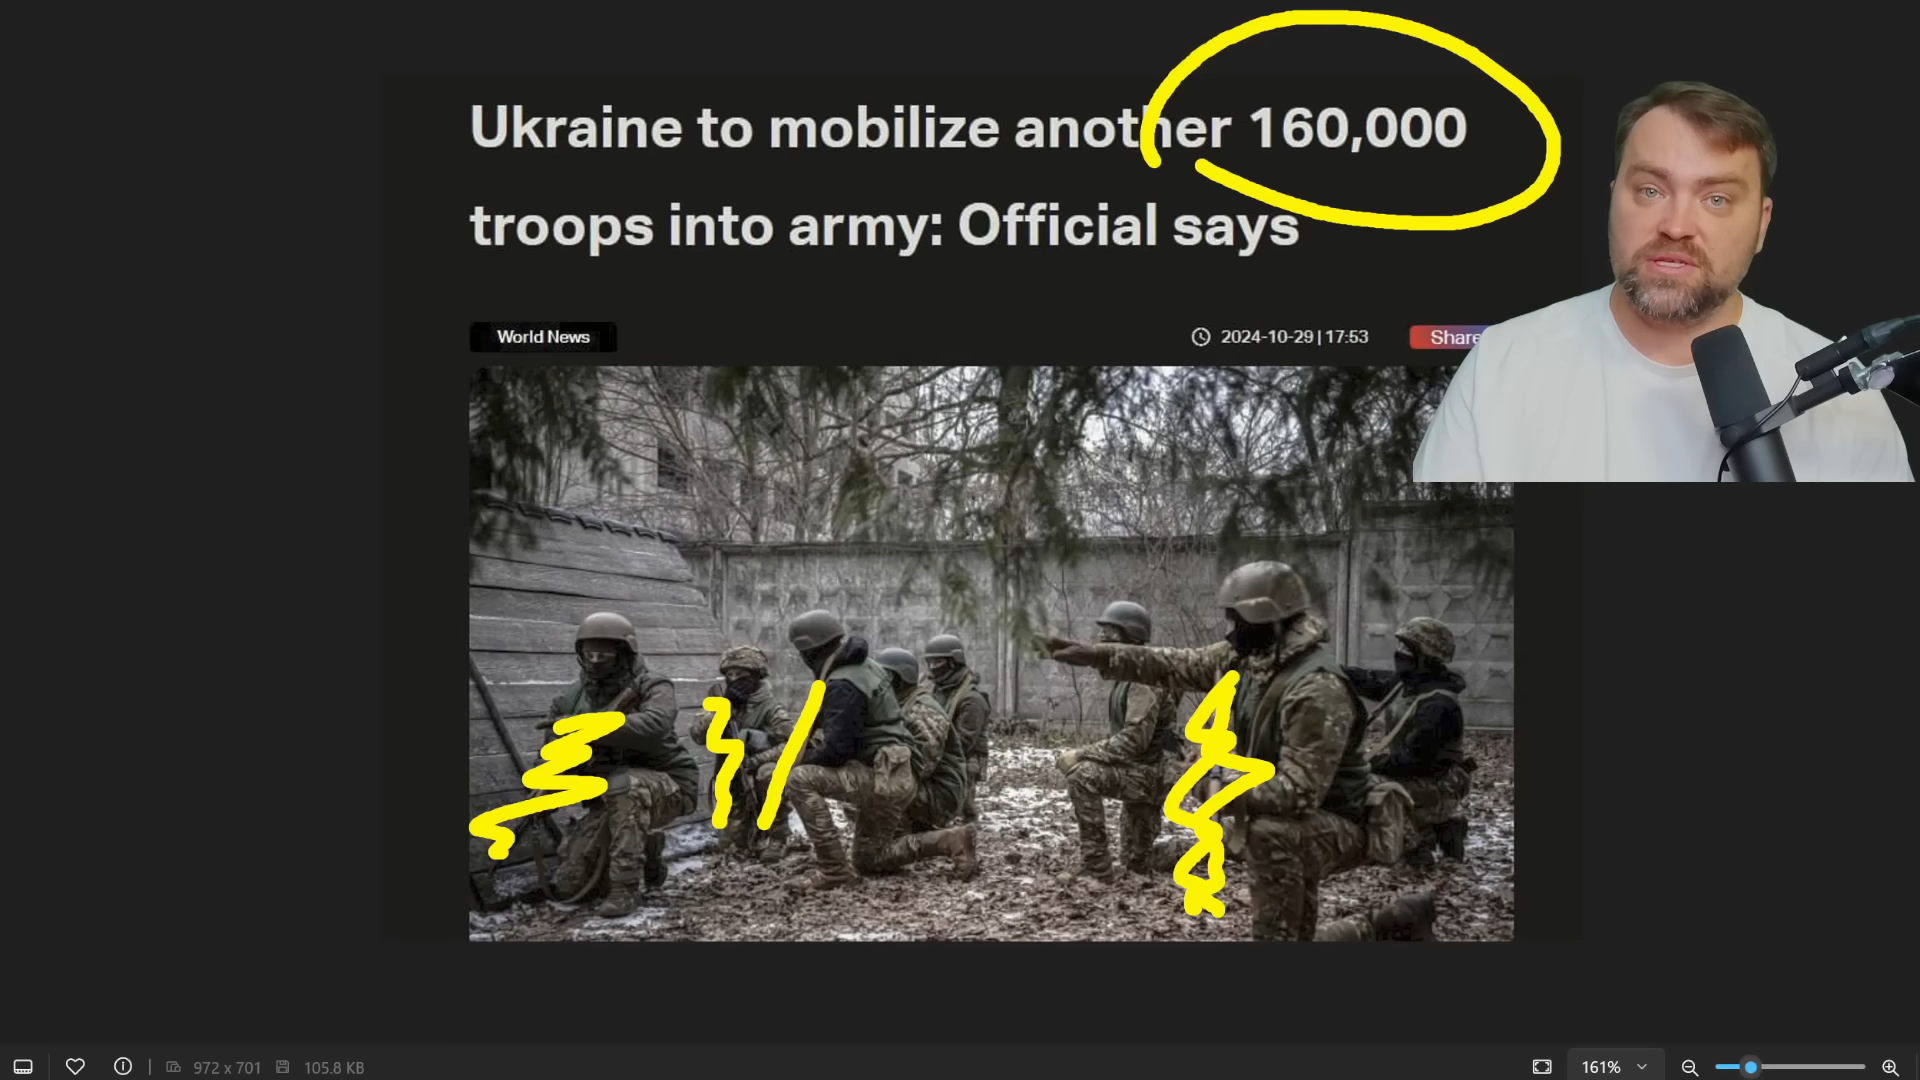 Ukraine to mobilize another 160,000
troops into army: Official says
World News
2024-10-29 | 17:53
Share
972 x 701
105.8 KB
161%